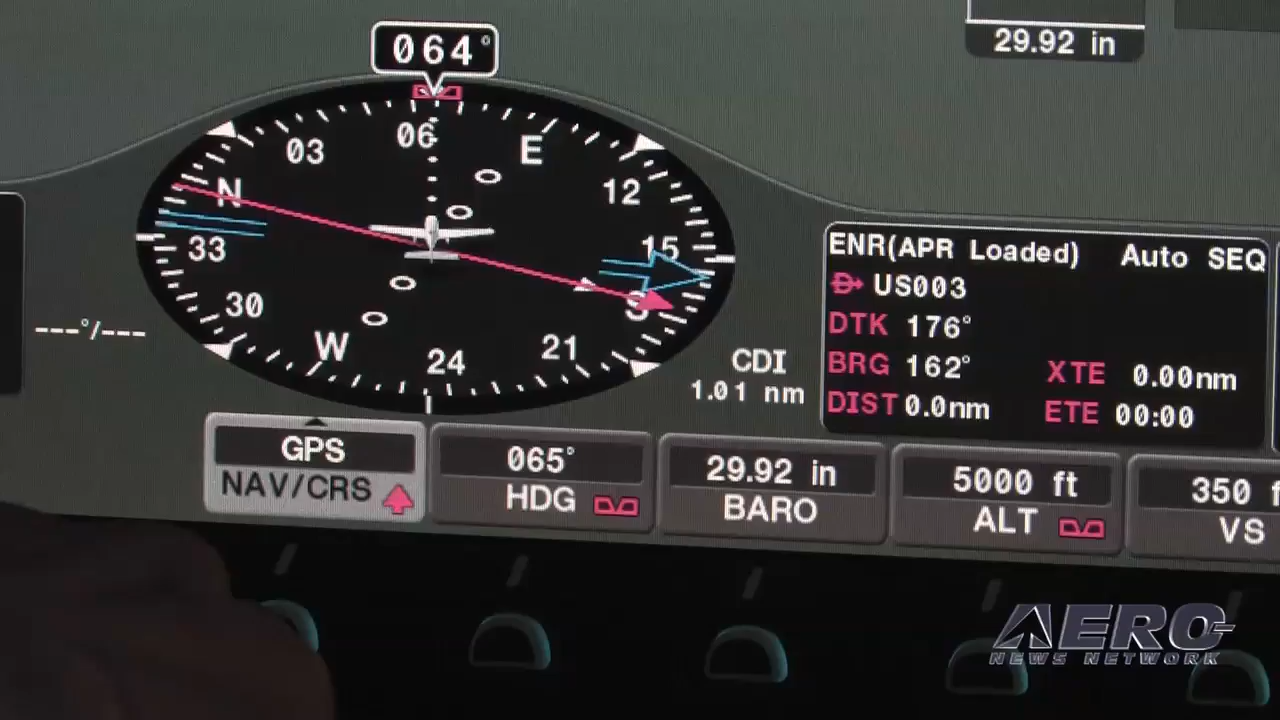 29.92 in
064°
03
06
E
12
15
S
21
24
W
30
33
N
---°/---
CDI
1.01 nm
ENR(APR Loaded) Auto SEQ
D US003
DTK 176°
BRG 162° XTE 0.00nm
DIST 0.0nm ETE 00:00
GPS
NAV/CRS
065°
HDG
29.92 in
BARO
5000 ft
ALT
350 f
VS
AERO
NEWS NETWORK